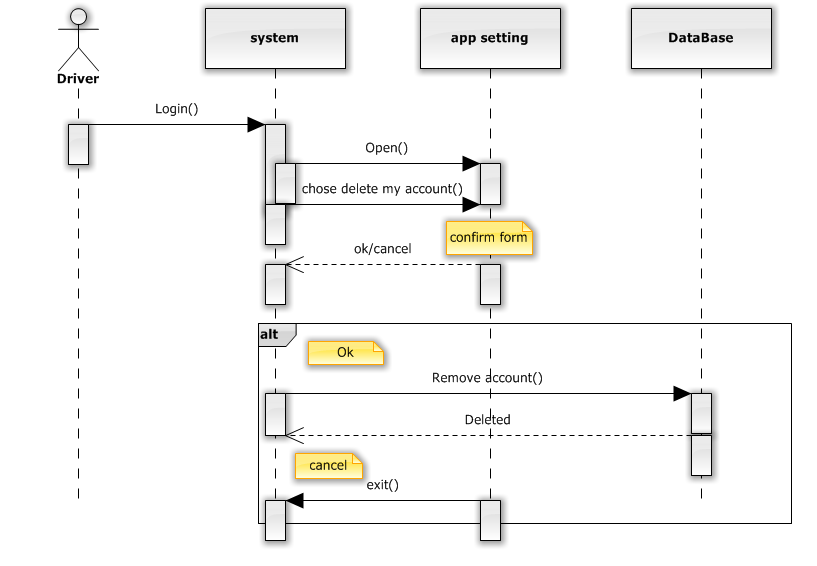 system
app setting
DataBase
Driver
Login()
Open()
chose delete my account()
confirm form
ok/cancel
alt
Ok
Remove account()
Deleted
cancel
exit()